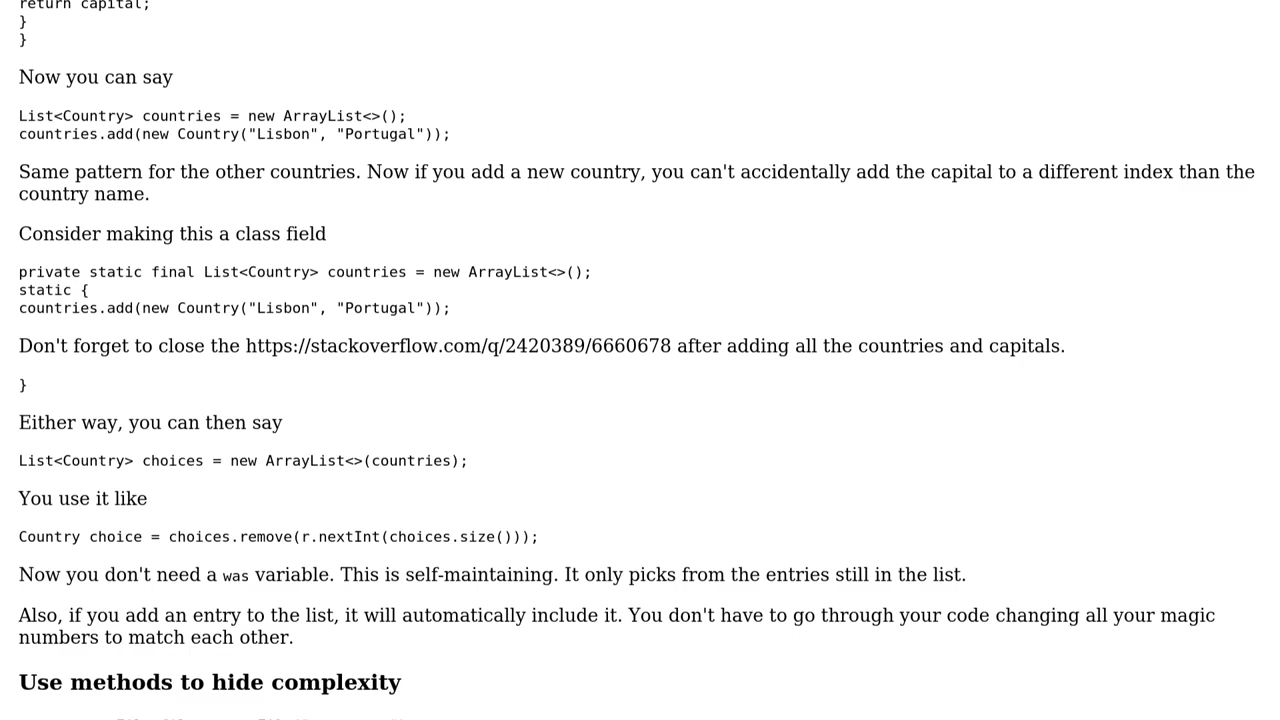 return capital;
}
}
Now you can say
List<Country> countries = new ArrayList<>();
countries.add(new Country("Lisbon", "Portugal"));
Same pattern for the other countries. Now if you add a new country, you can't accidentally add the capital to a different index than the
country name.
Consider making this a class field
private static final List<Country> countries = new ArrayList<>();
static {
countries.add(new Country("Lisbon", "Portugal"));
Don't forget to close the https://stackoverflow.com/q/2420389/6660678 after adding all the countries and capitals.
}
Either way, you can then say
List<Country> choices = new ArrayList<>(countries);
You use it like
Country choice = choices.remove(r.nextInt(choices.size()));
Now you don't need a was variable. This is self-maintaining. It only picks from the entries still in the list.
Also, if you add an entry to the list, it will automatically include it. You don't have to go through your code changing all your magic
numbers to match each other.
Use methods to hide complexity